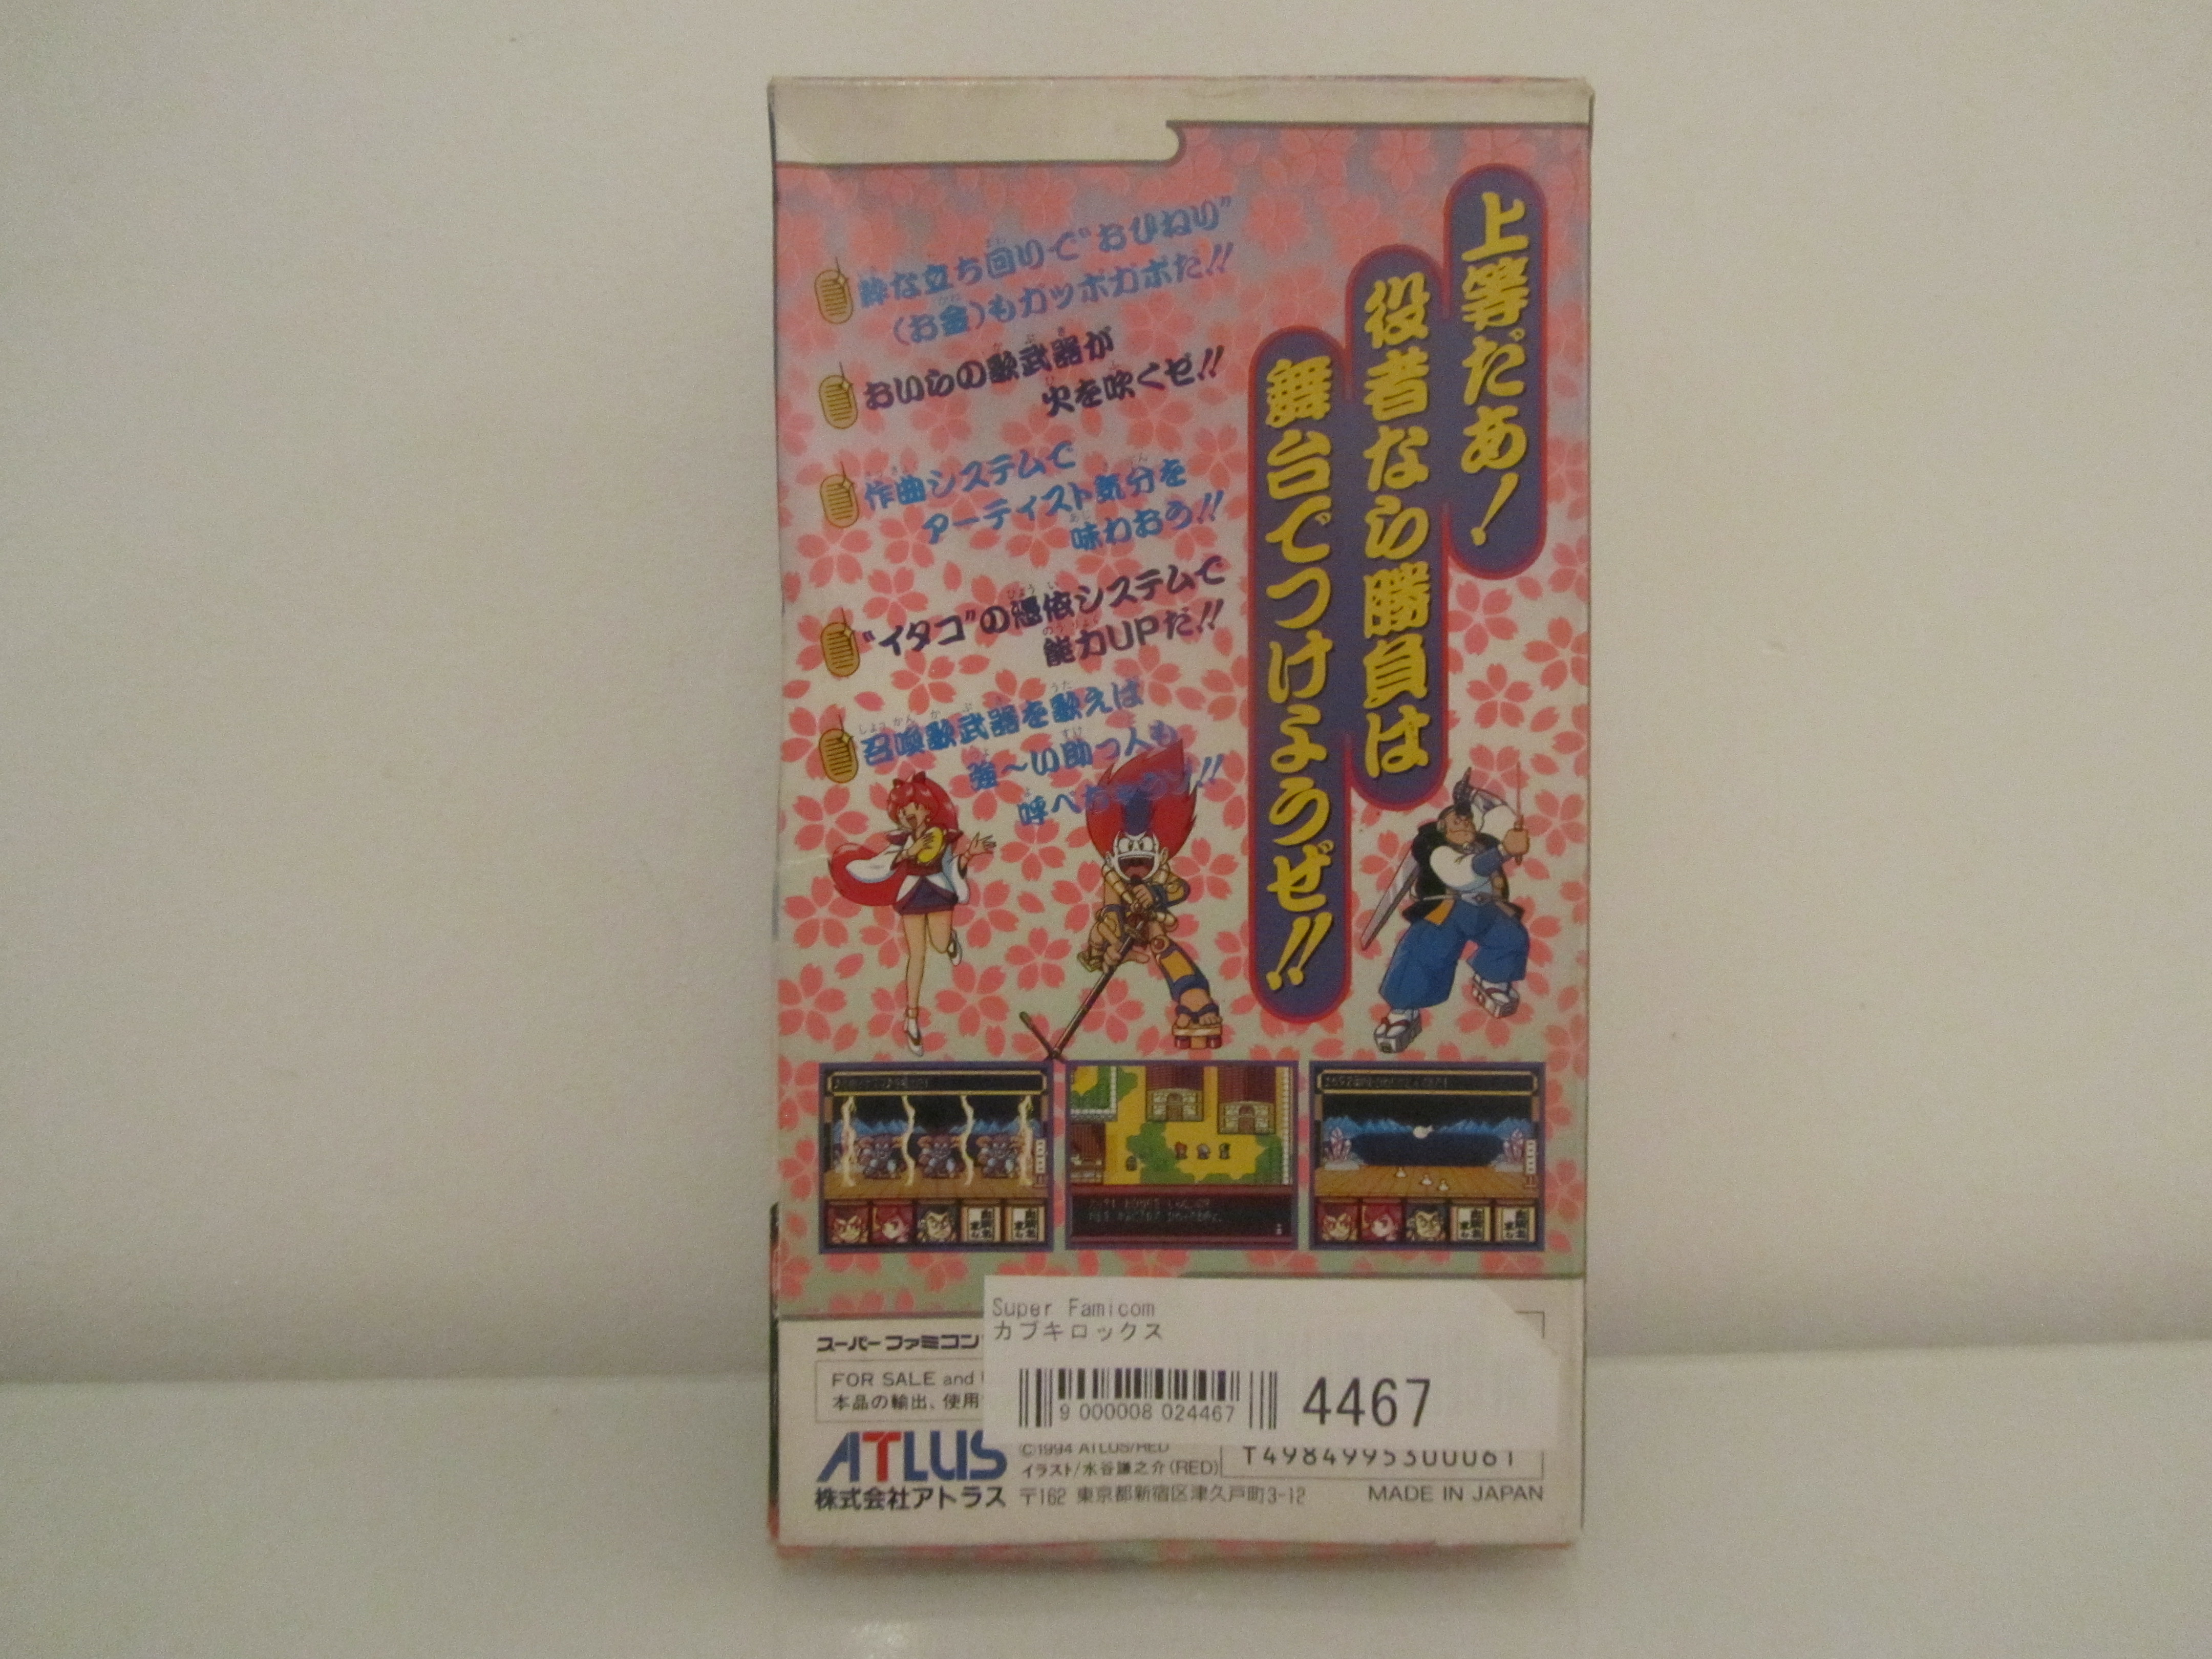 上等だあ!
役者なら勝負は
舞台でつけようぜ!!
粋な立ち回りで“おひねり”
(お金)もガッポガポだ!!
おいらの歌武器が
火を吹くぜ!!
作曲システムで
アーティスト気分を
味わおう!!
“イタコ”の憑依システムで
能力UPだ!!
召喚歌武器を歌えば
強〜い助っ人も
Super Famicom
カブキロックス
9 000008 024467
4467
スーパーファミコン
FOR SALE and
本品の輸出、使用
ATLUS
株式会社アトラス
(C)1994 ATLUS/RED
イラスト/水谷謙之介(RED)
〒162 東京都新宿区津久戸町3-12
T4984995300061
MADE IN JAPAN